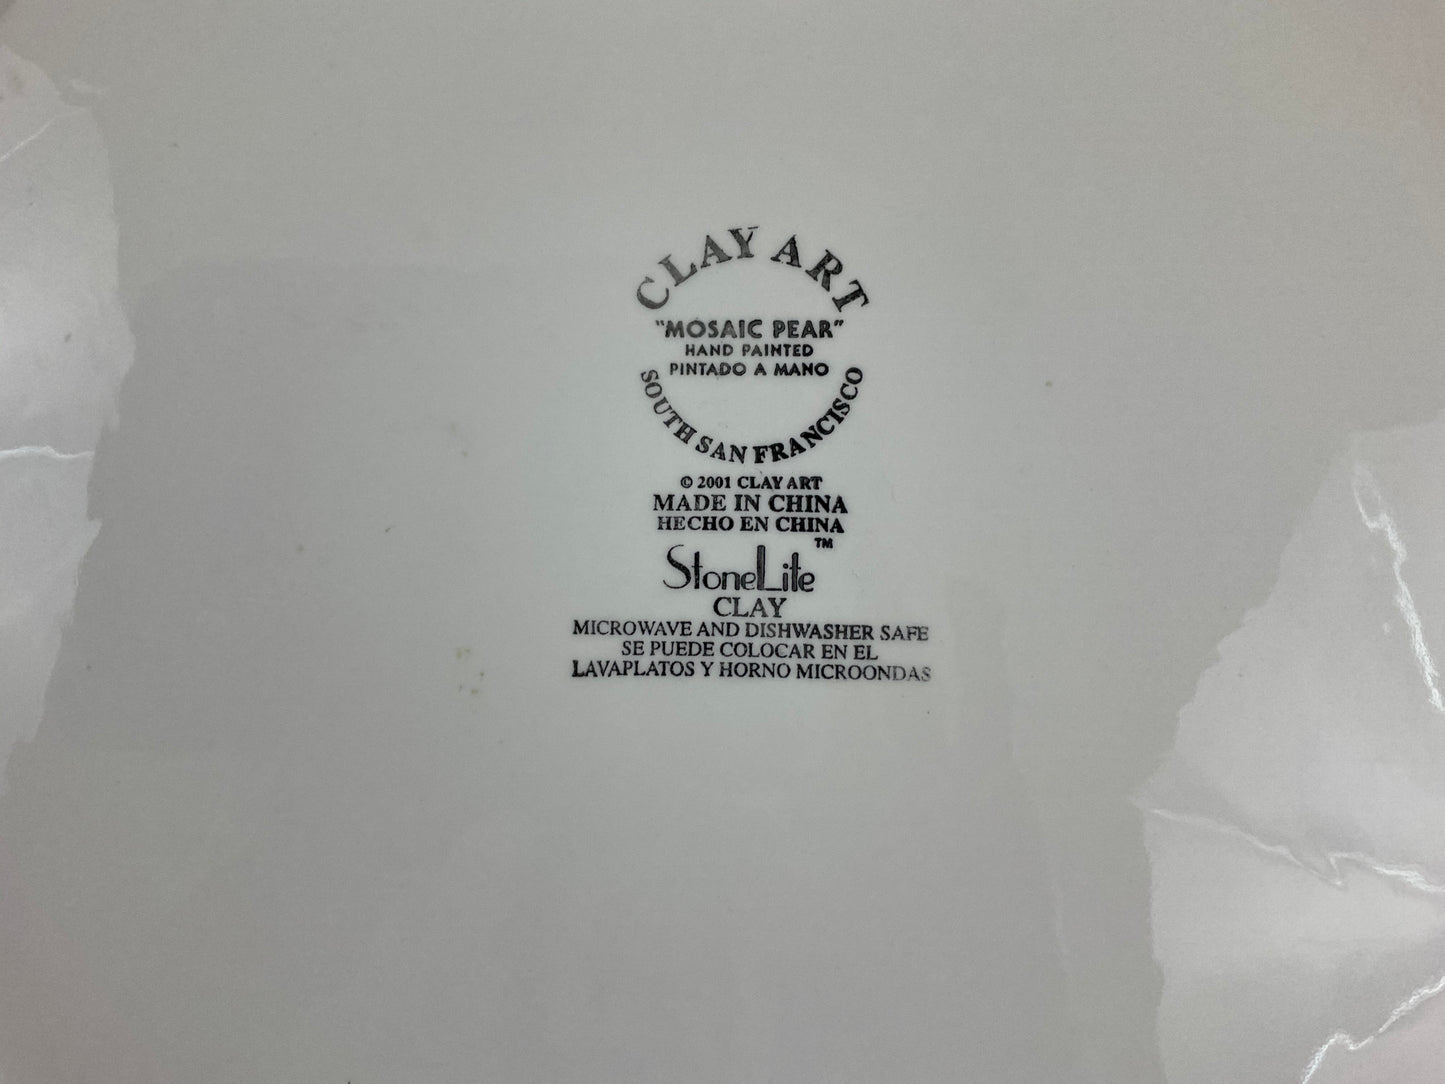 CLAY ART
"MOSAIC PEAR"
HAND PAINTED
PINTADO A MANO
SOUTH SAN FRANCISCO
© 2001 CLAY ART
MADE IN CHINA
HECHO EN CHINA
StoneLite™
CLAY
MICROWAVE AND DISHWASHER SAFE
SE PUEDE COLOCAR EN EL
LAVAPLATOS Y HORNO MICROONDAS